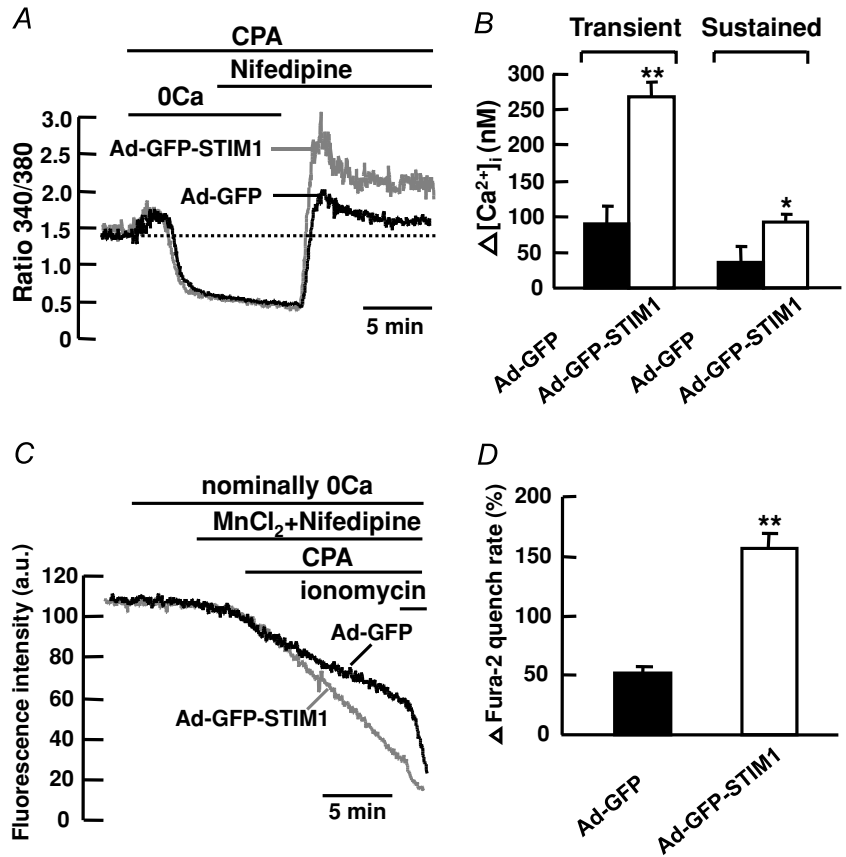 A
CPA
Nifedipine
0Ca
3.0
2.5
2.0
1.5
1.0
0.5
0
Ratio 340/380
Ad-GFP-STIM1
Ad-GFP
5 min
B
Transient Sustained
300
250
200
150
100
50
0
△[Ca²⁺]ᵢ (nM)
**
*
Ad-GFP
Ad-GFP-STIM1
Ad-GFP
Ad-GFP-STIM1
C
nominally 0Ca
MnCl₂+Nifedipine
CPA
ionomycin
120
100
80
60
40
20
0
Fluorescence intensity (a.u.)
Ad-GFP
Ad-GFP-STIM1
5 min
D
200
150
100
50
0
△ Fura-2 quench rate (%)
**
Ad-GFP
Ad-GFP-STIM1